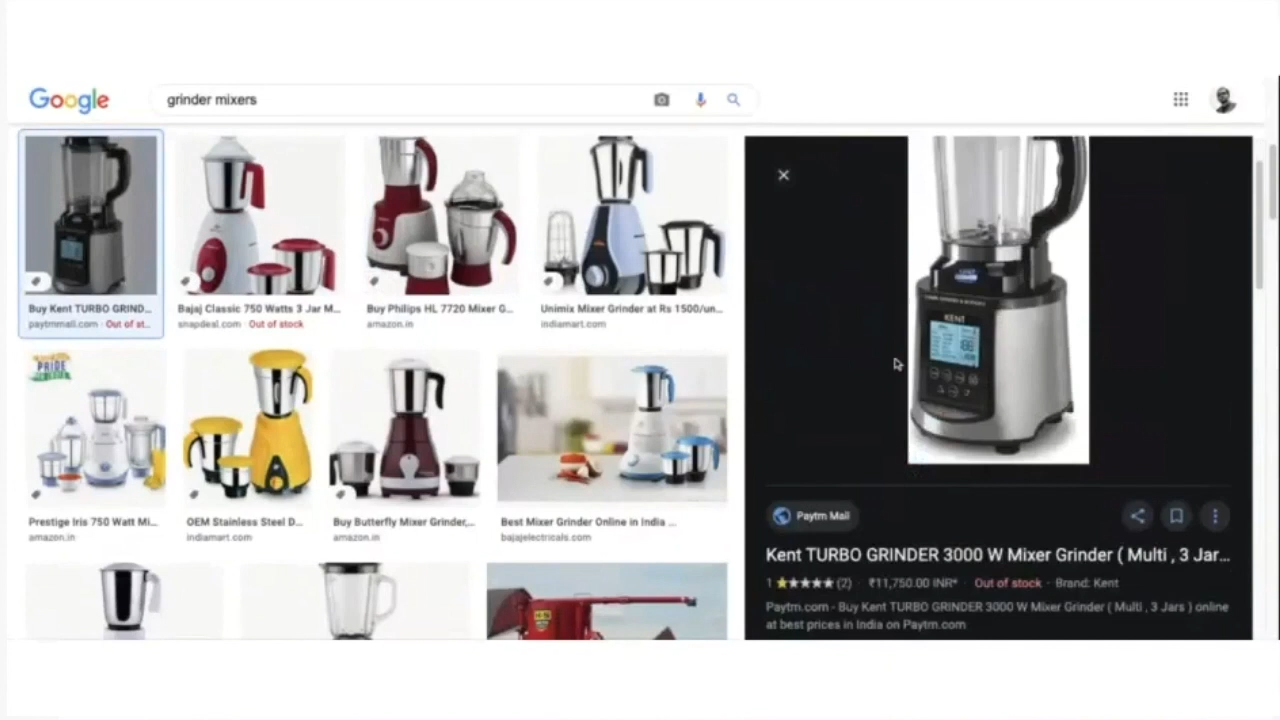 Google
grinder mixers
Buy Kent TURBO GRIND...
paytmmall.com · Out of st...
Bajaj Classic 750 Watts 3 Jar M...
snapdeal.com · Out of stock
Buy Philips HL 7720 Mixer G...
amazon.in
Unimix Mixer Grinder at Rs 1500/un...
indiamart.com
PRIDE
Prestige Iris 750 Watt Mi...
amazon.in
OEM Stainless Steel D...
indiamart.com
Buy Butterfly Mixer Grinder,...
amazon.in
Best Mixer Grinder Online in India ...
bajajelectricals.com
KENT
Paytm Mall
Kent TURBO GRINDER 3000 W Mixer Grinder ( Multi , 3 Jar...
1 ★★★★★ (2) · ₹11,750.00 INR* · Out of stock · Brand: Kent
Paytm.com - Buy Kent TURBO GRINDER 3000 W Mixer Grinder ( Multi , 3 Jars ) online
at best prices in India on Paytm.com